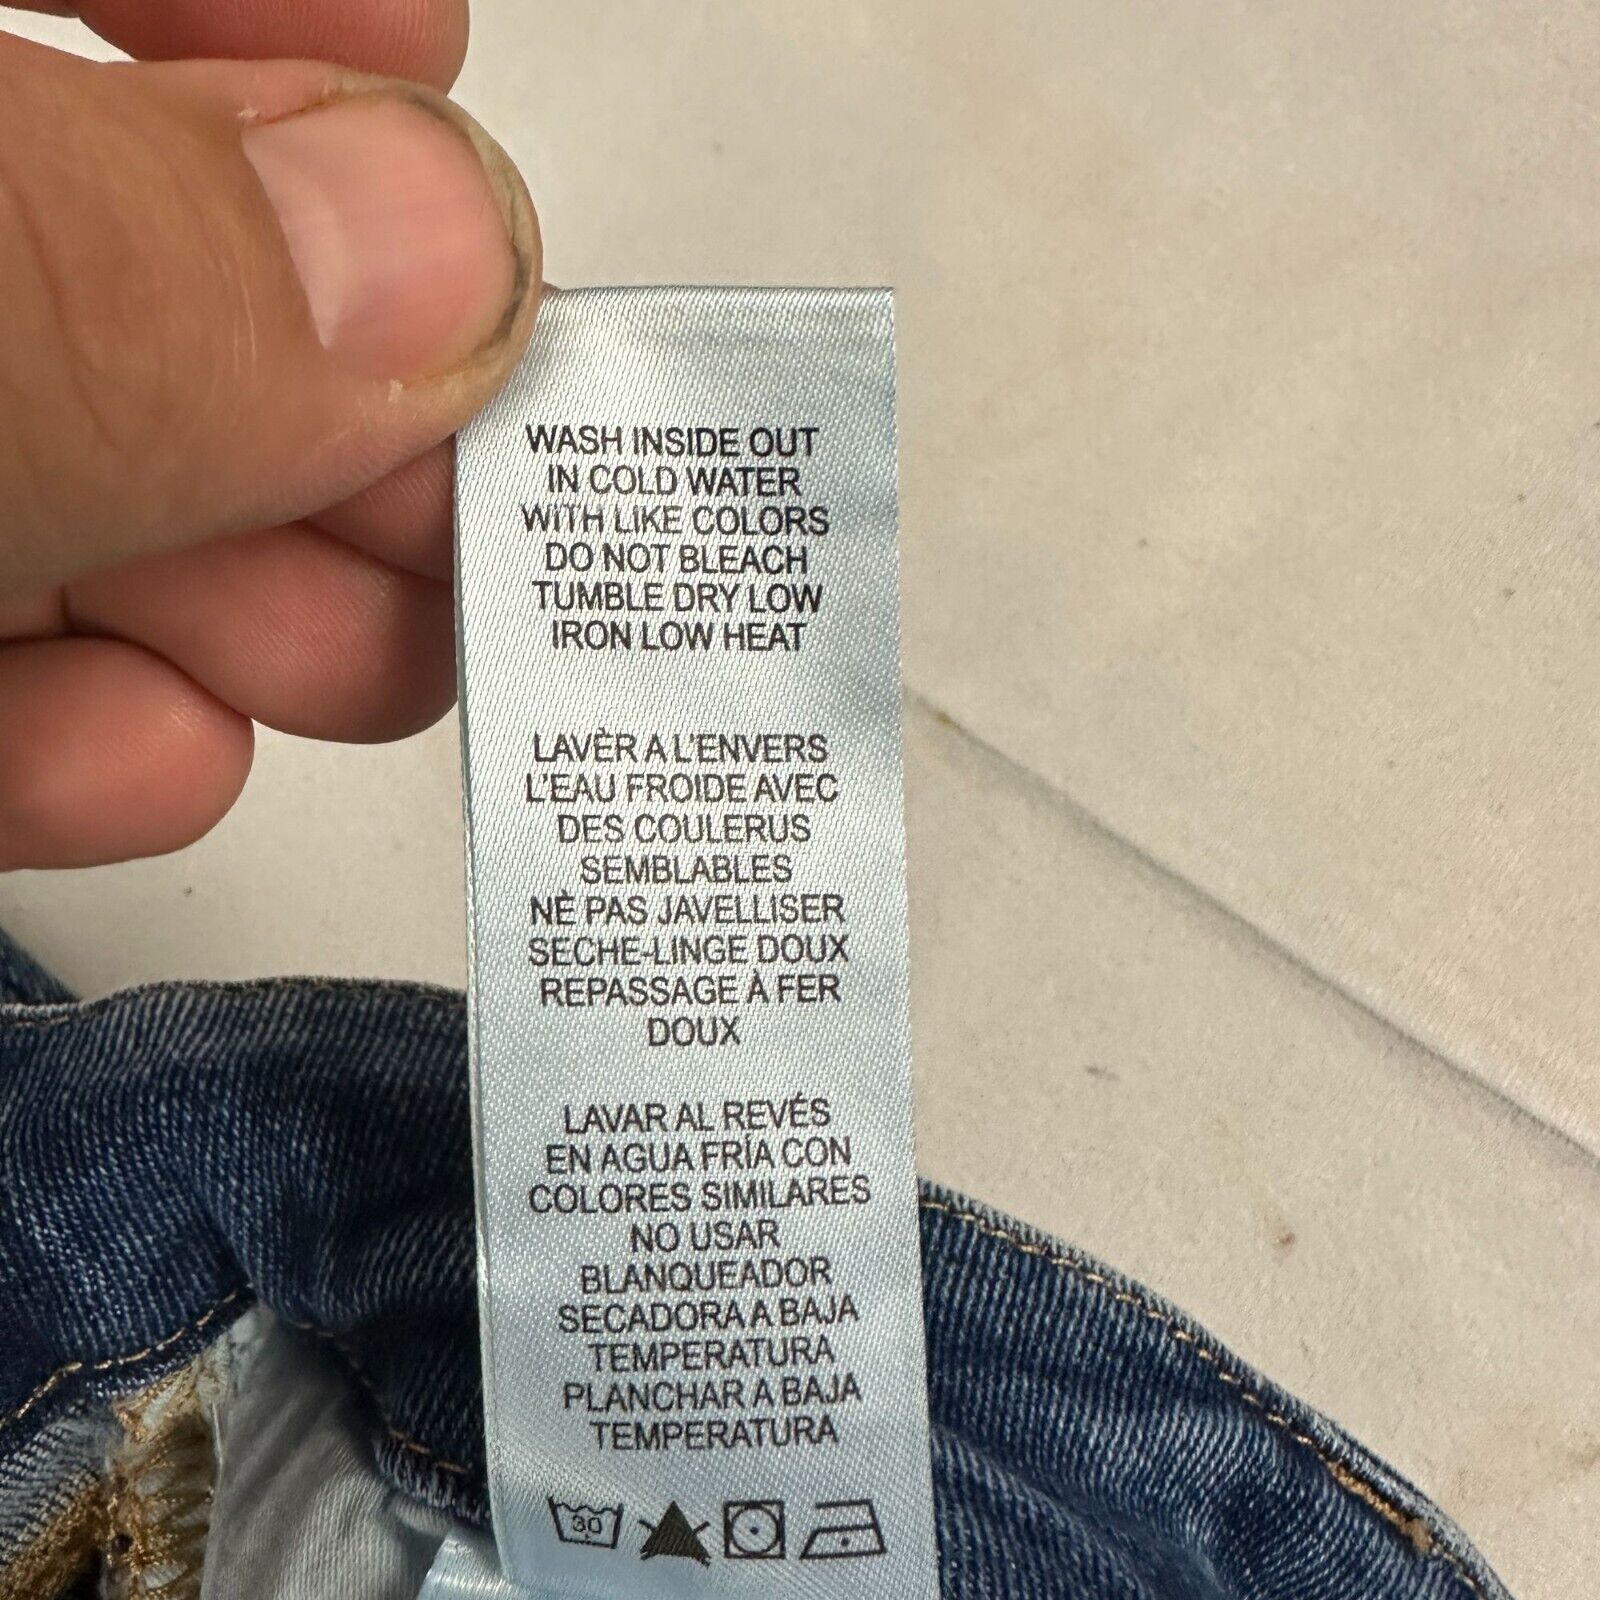 WASH INSIDE OUT
IN COLD WATER
WITH LIKE COLORS
DO NOT BLEACH
TUMBLE DRY LOW
IRON LOW HEAT
LAVÈR A L'ENVERS
L'EAU FROIDE AVEC
DES COULERUS
SEMBLABLES
NÈ PAS JAVELLISER
SECHE-LINGE DOUX
REPASSAGE À FER
DOUX
LAVAR AL REVÉS
EN AGUA FRÍA CON
COLORES SIMILARES
NO USAR
BLANQUEADOR
SECADORA A BAJA
TEMPERATURA
PLANCHAR A BAJA
TEMPERATURA
30